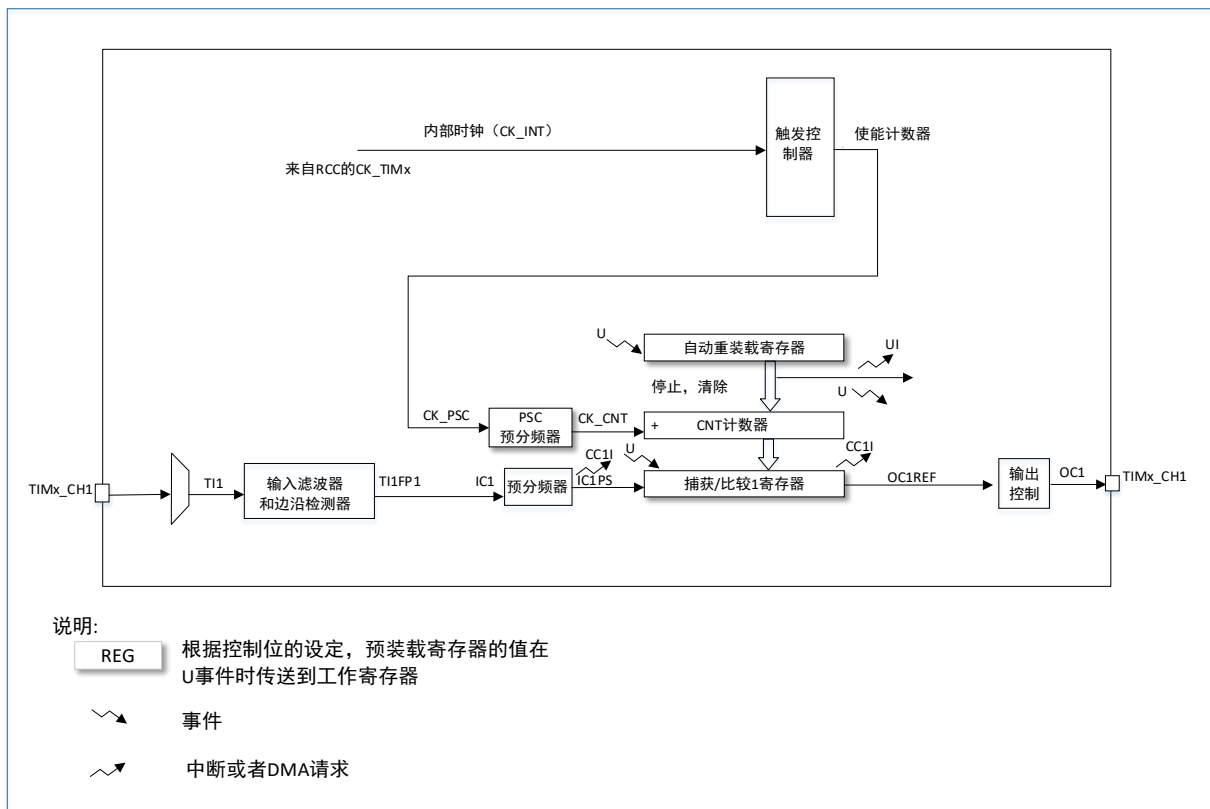 内部时钟（CK_INT）
来自RCC的CK_TIMx
触发控
制器
使能计数器
U
自动重装载寄存器
UI
停止，清除
U
CK_PSC
PSC
预分频器
CK_CNT
+
CNT计数器
TIMx_CH1
TI1
输入滤波器
和边沿检测器
TI1FP1
IC1
预分频器
CC1I
IC1PS
U
捕获/比较1寄存器
CC1I
OC1REF
输出
控制
OC1
TIMx_CH1
说明:
REG
根据控制位的设定，预装载寄存器的值在
U事件时传送到工作寄存器
事件
中断或者DMA请求